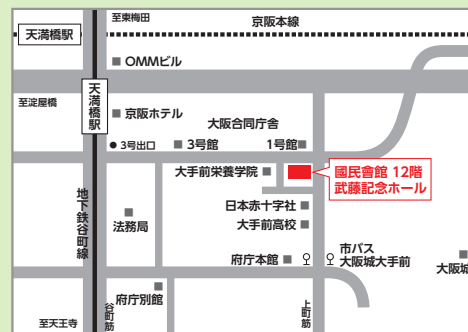 至東梅田
京阪本線
天満橋駅
OMMビル
天満橋駅
至淀屋橋
京阪ホテル
大阪合同庁舎
3号出口
3号館
1号館
大手前栄養学院
國民會館 12階
武藤記念ホール
地下鉄谷町線
日本赤十字社
法務局
大手前高校
市バス
大阪城大手前
府庁本館
大阪城
府庁別館
至天王寺
谷町筋
上町筋